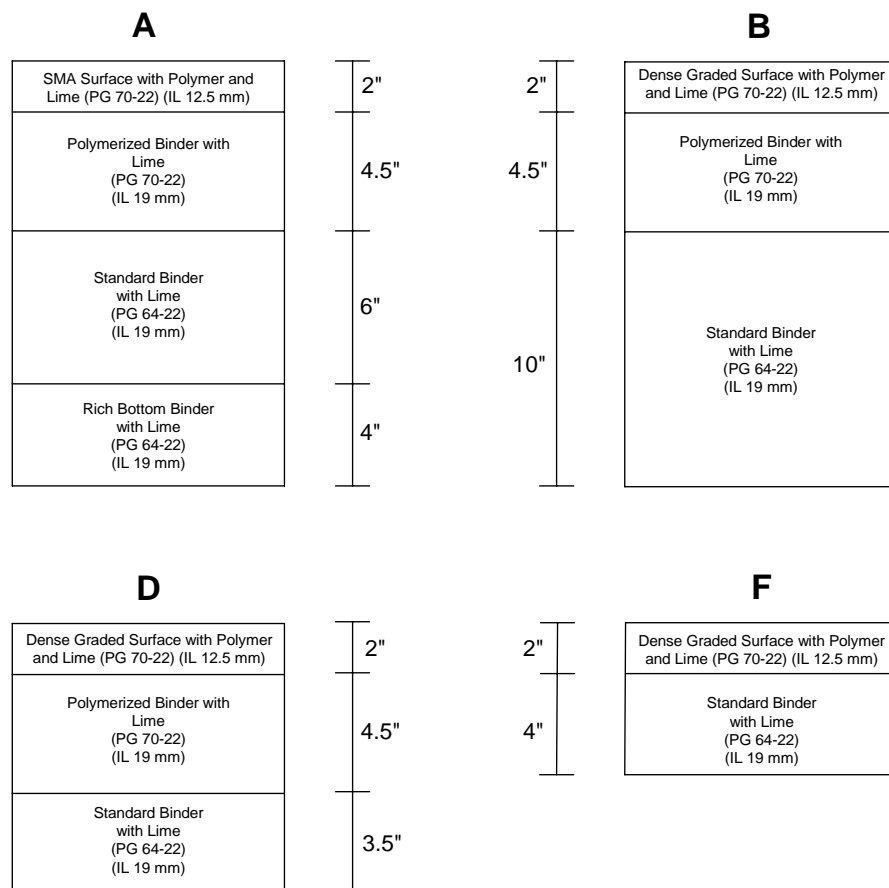 A
SMA Surface with Polymer and
Lime (PG 70-22) (IL 12.5 mm)
2"
Polymerized Binder with
Lime
(PG 70-22)
(IL 19 mm)
4.5"
Standard Binder
with Lime
(PG 64-22)
(IL 19 mm)
6"
Rich Bottom Binder
with Lime
(PG 64-22)
(IL 19 mm)
4"
B
2"
Dense Graded Surface with Polymer
and Lime (PG 70-22) (IL 12.5 mm)
4.5"
Polymerized Binder with
Lime
(PG 70-22)
(IL 19 mm)
10"
Standard Binder
with Lime
(PG 64-22)
(IL 19 mm)
D
Dense Graded Surface with Polymer
and Lime (PG 70-22) (IL 12.5 mm)
2"
Polymerized Binder with
Lime
(PG 70-22)
(IL 19 mm)
4.5"
Standard Binder
with Lime
(PG 64-22)
(IL 19 mm)
3.5"
F
2"
Dense Graded Surface with Polymer
and Lime (PG 70-22) (IL 12.5 mm)
4"
Standard Binder
with Lime
(PG 64-22)
(IL 19 mm)